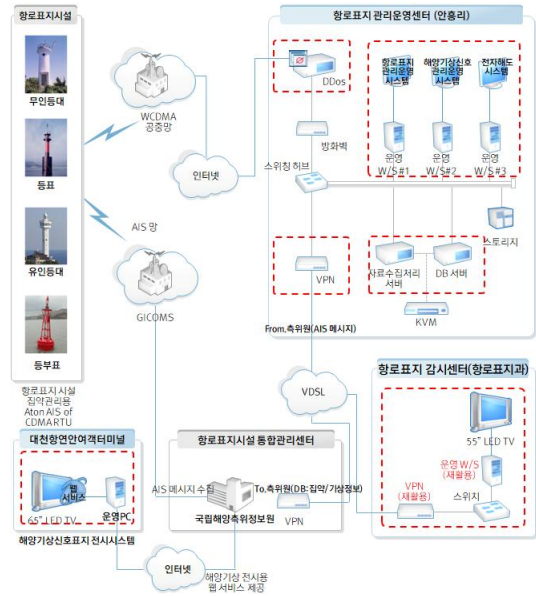 항로표지시설
무인등대
등표
유인등대
등부표
항로표지 시설
집약관리용
Aton AIS of
CDMA RTU
WCDMA
공중망
인터넷
AIS 망
GICOMS
항로표지 관리운영센터 (안흥리)
DDos
방화벽
스위칭 허브
항로표지
관리운영
시스템
해양기상신호
관리운영
시스템
전자해도
시스템
운영
W/S #1
운영
W/S#2
운영
W/S #3
스토리지
VPN
자료수집처리
서버
DB 서버
KVM
From.측위원(AIS 메시지)
VDSL
항로표지 감시센터(항로표지과)
55" LED TV
운영 W/S
(재활용)
VPN
(재활용)
스위치
대천항연안여객터미널
웹
서비스
65" LED TV
운영PC
해양기상신호표지 전시시스템
항로표지시설 통합관리센터
AIS 메시지 수집
To.측위원(DB:집약/기상정보)
국립해양측위정보원
VPN
인터넷
해양기상 전시용
웹 서비스 제공